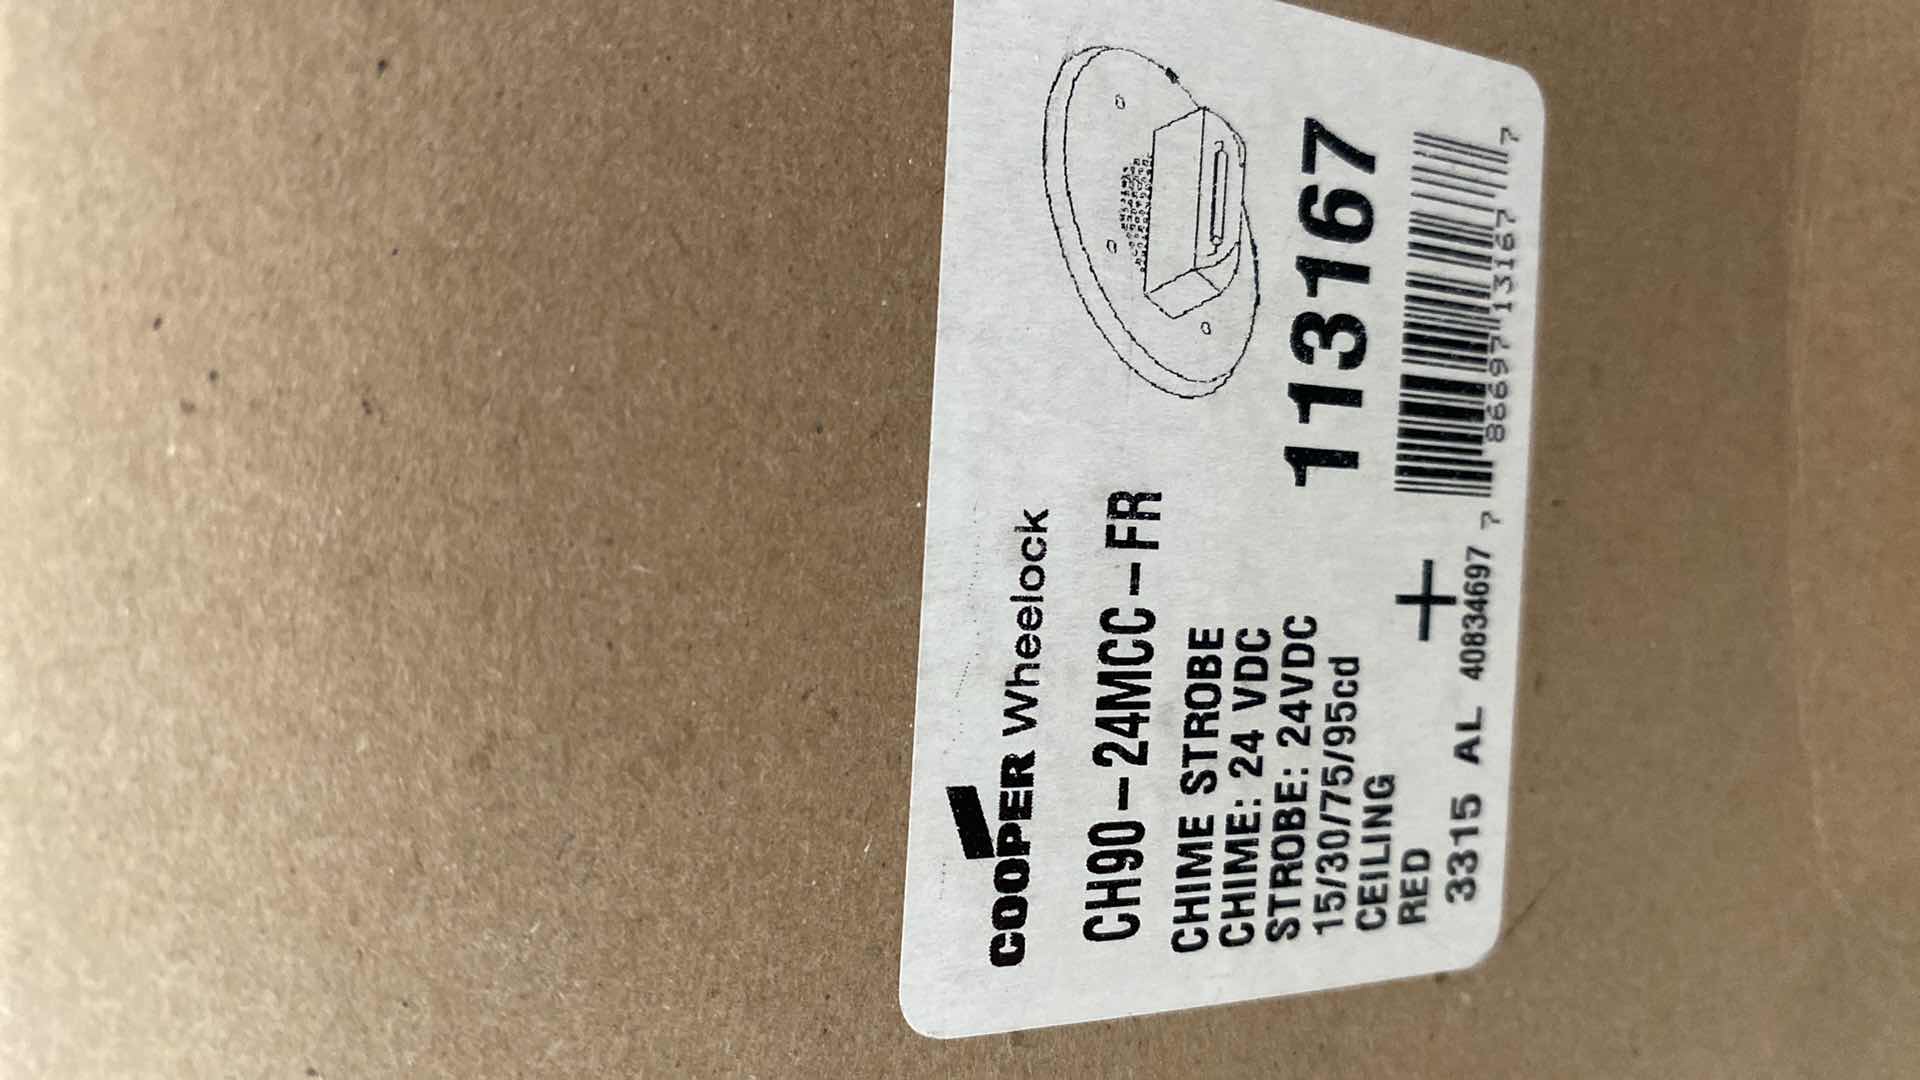 COOPER Wheelock
CH90-24MCC-FR
CHIME STROBE
CHIME: 24 VDC
STROBE: 24VDC
15/30/75/95cd
CEILING
RED
113167
3315 AL 40834697
7 86697 13167 7